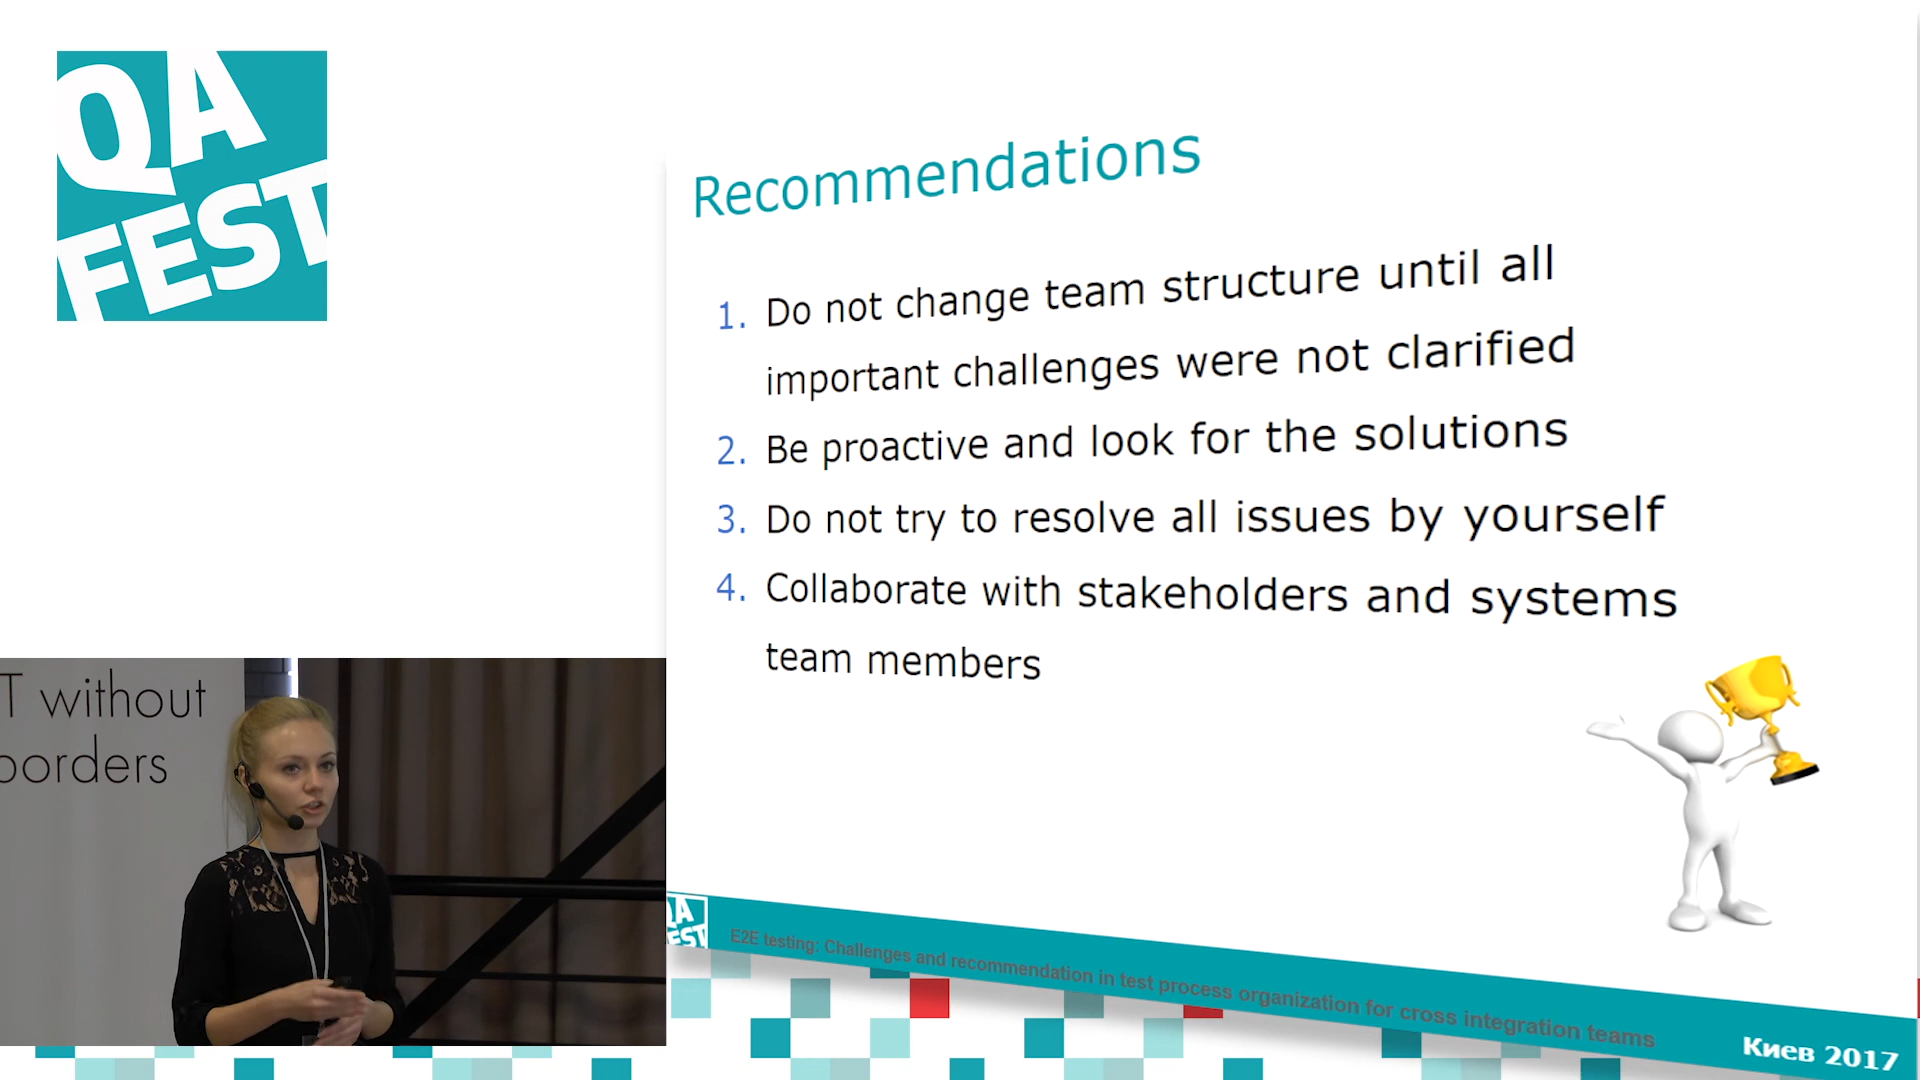 QA
FEST
Recommendations
1. Do not change team structure until all
important challenges were not clarified
2. Be proactive and look for the solutions
3. Do not try to resolve all issues by yourself
4. Collaborate with stakeholders and systems
team members
T without
borders
QA
FEST
E2E testing: Challenges and recommendation in test process organization for cross integration teams
Киев 2017